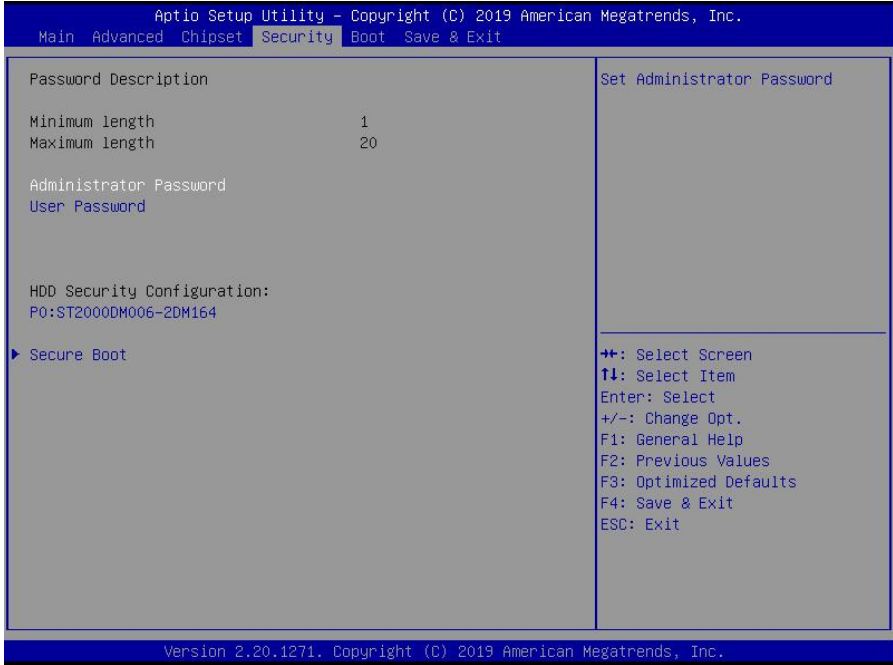 Aptio Setup Utility – Copyright (C) 2019 American Megatrends, Inc.
Main Advanced Chipset Security Boot Save & Exit
Password Description
Minimum length 1
Maximum length 20
Administrator Password
User Password
HDD Security Configuration:
P0:ST2000DM006-2DM164
Secure Boot
Set Administrator Password
→←: Select Screen
↑↓: Select Item
Enter: Select
+/-: Change Opt.
F1: General Help
F2: Previous Values
F3: Optimized Defaults
F4: Save & Exit
ESC: Exit
Version 2.20.1271. Copyright (C) 2019 American Megatrends, Inc.